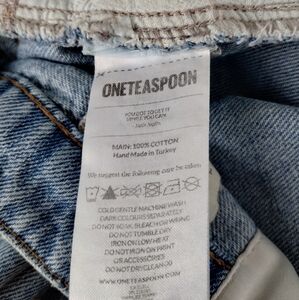 ONETEASPOON
MAIN: 100% COTTON
Hand Made in Turkey
We suggest the following care be taken
COLD GENTLE MACHINE WASH
DARK COLOURS SEPARATELY
DO NOT SOAK, BLEACH OR WRING
DO NOT TUMBLE DRY
IRON ON LOW HEAT
DO NOT IRON ON PRINT
OR ACCESSORIES
DO NOT DRY CLEAN
WWW.ONETEASPOON.COM